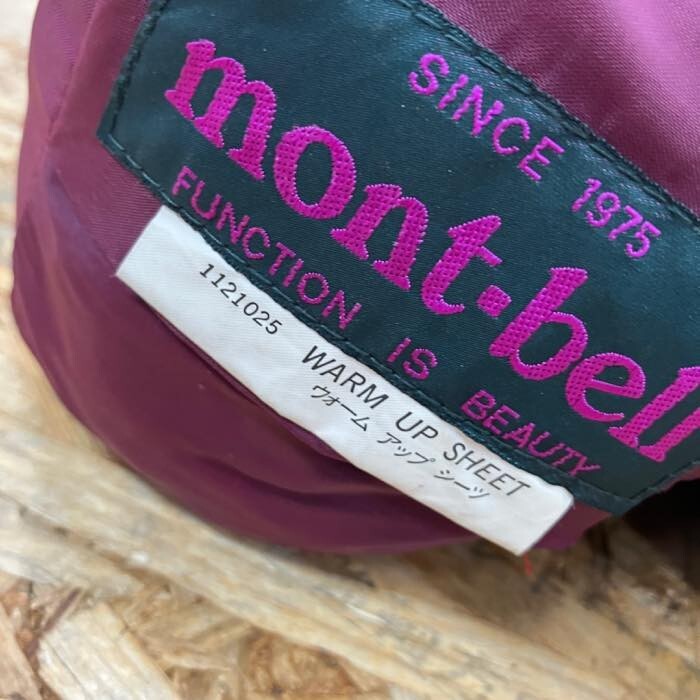 SINCE 1975
mont-bell
FUNCTION IS BEAUTY
1121025 WARM UP SHEET
ウォーム アップ シーツ